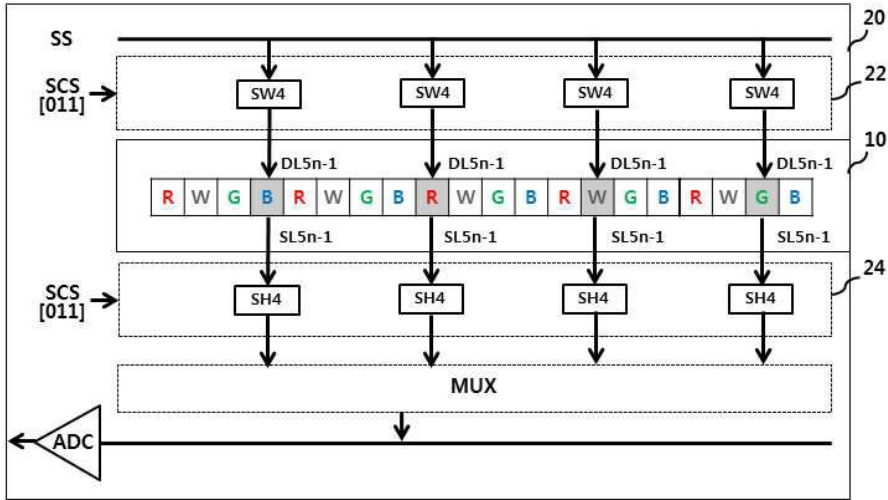 20
SS
22
SCS
[011]
SW4 SW4 SW4 SW4
10
DL5n-1 DL5n-1 DL5n-1 DL5n-1
R W G B R W G B R W G B R W G B R W G B
SL5n-1 SL5n-1 SL5n-1 SL5n-1
24
SCS
[011]
SH4 SH4 SH4 SH4
MUX
ADC